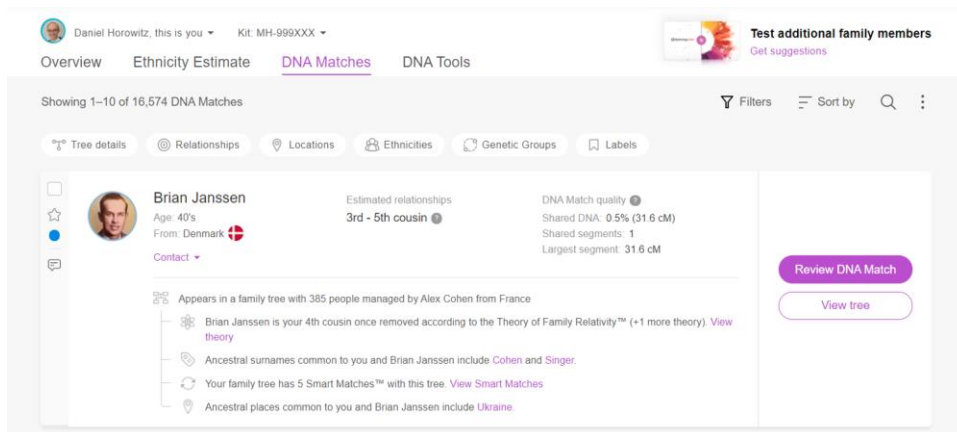 Daniel Horowitz, this is you Kit: MH-999XXX
Test additional family members
Get suggestions
Overview Ethnicity Estimate DNA Matches DNA Tools
Showing 1–10 of 16,574 DNA Matches
Filters Sort by
Tree details Relationships Locations Ethnicities Genetic Groups Labels
Brian Janssen
Age: 40's
From: Denmark
Contact
Estimated relationships
3rd - 5th cousin
DNA Match quality
Shared DNA: 0.5% (31.6 cM)
Shared segments: 1
Largest segment: 31.6 cM
Review DNA Match
View tree
Appears in a family tree with 385 people managed by Alex Cohen from France
Brian Janssen is your 4th cousin once removed according to the Theory of Family Relativity™ (+1 more theory). View
theory
Ancestral surnames common to you and Brian Janssen include Cohen and Singer.
Your family tree has 5 Smart Matches™ with this tree. View Smart Matches
Ancestral places common to you and Brian Janssen include Ukraine.